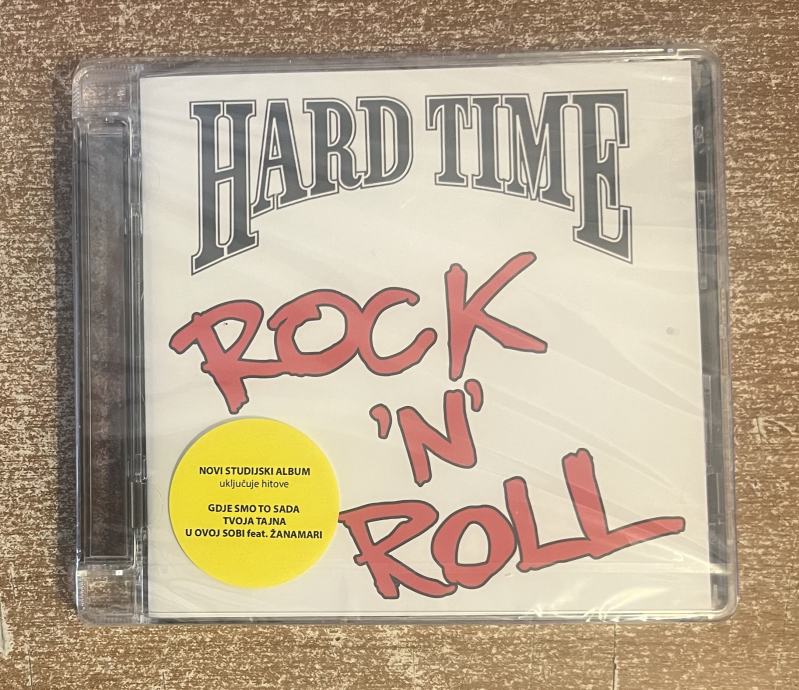 HARD TIME
ROCK
'N'
ROLL
NOVI STUDIJSKI ALBUM
uključuje hitove
GDJE SMO TO SADA
TVOJA TAJNA
U OVOJ SOBI feat. ŽANAMARI